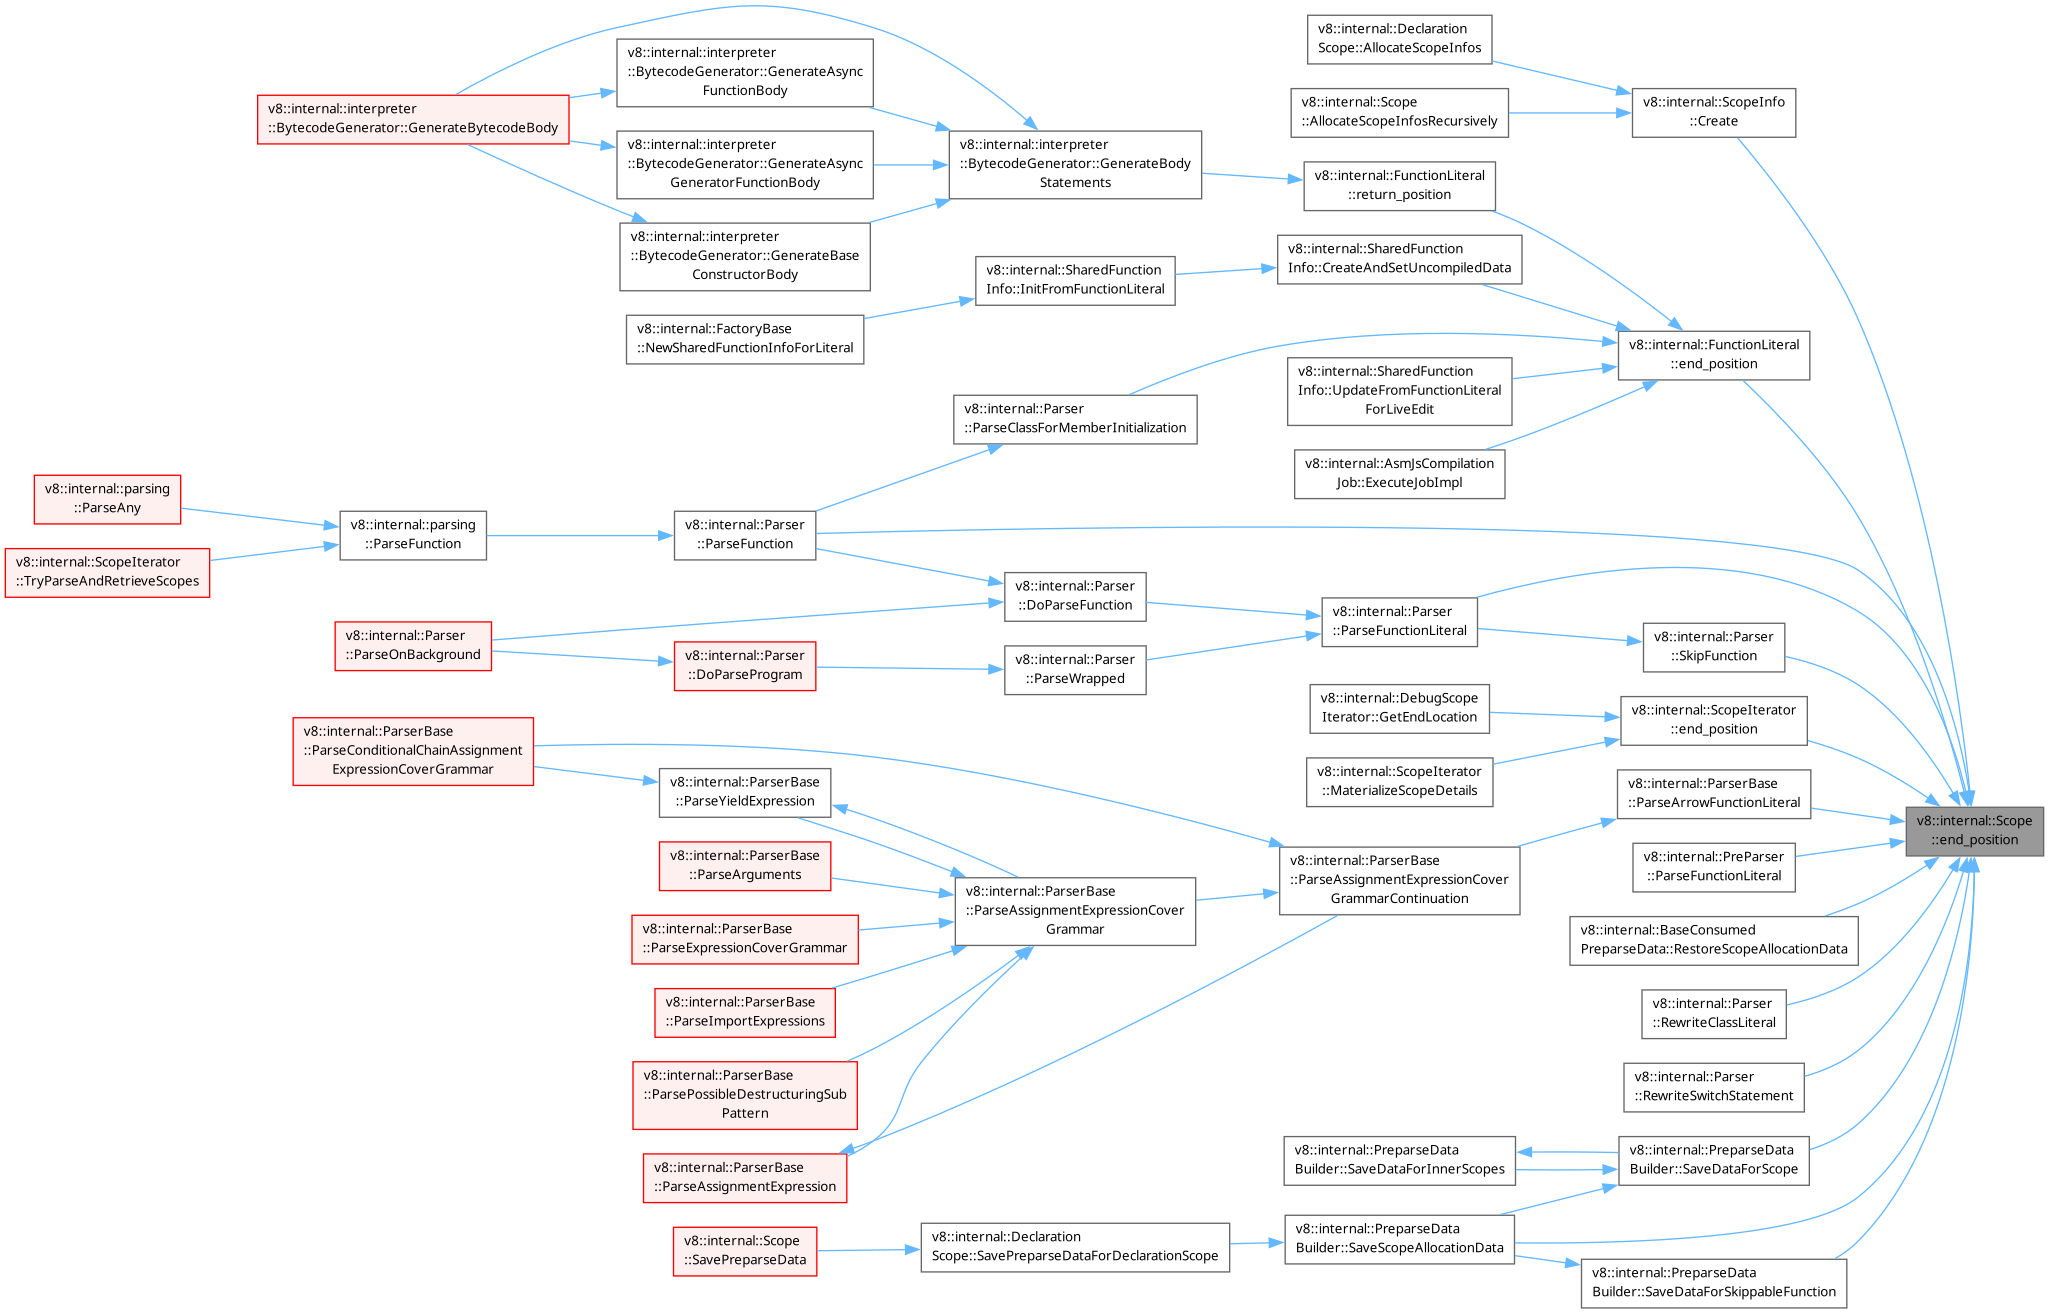 v8::internal::Declaration
Scope::AllocateScopeInfos
v8::internal::interpreter
::BytecodeGenerator::GenerateAsync
FunctionBody
v8::internal::interpreter
::BytecodeGenerator::GenerateBytecodeBody
v8::internal::Scope
::AllocateScopeInfosRecursively
v8::internal::ScopeInfo
::Create
v8::internal::interpreter
::BytecodeGenerator::GenerateAsync
GeneratorFunctionBody
v8::internal::interpreter
::BytecodeGenerator::GenerateBody
Statements
v8::internal::FunctionLiteral
::return_position
v8::internal::interpreter
::BytecodeGenerator::GenerateBase
ConstructorBody
v8::internal::SharedFunction
Info::CreateAndSetUncompiledData
v8::internal::SharedFunction
Info::InitFromFunctionLiteral
v8::internal::FactoryBase
::NewSharedFunctionInfoForLiteral
v8::internal::FunctionLiteral
::end_position
v8::internal::SharedFunction
Info::UpdateFromFunctionLiteral
ForLiveEdit
v8::internal::Parser
::ParseClassForMemberInitialization
v8::internal::AsmJsCompilation
Job::ExecuteJobImpl
v8::internal::parsing
::ParseAny
v8::internal::parsing
::ParseFunction
v8::internal::Parser
::ParseFunction
v8::internal::ScopeIterator
::TryParseAndRetrieveScopes
v8::internal::Parser
::DoParseFunction
v8::internal::Parser
::ParseFunctionLiteral
v8::internal::Parser
::ParseOnBackground
v8::internal::Parser
::DoParseProgram
v8::internal::Parser
::ParseWrapped
v8::internal::Parser
::SkipFunction
v8::internal::DebugScope
Iterator::GetEndLocation
v8::internal::ScopeIterator
::end_position
v8::internal::ParserBase
::ParseConditionalChainAssignment
ExpressionCoverGrammar
v8::internal::ParserBase
::ParseYieldExpression
v8::internal::ScopeIterator
::MaterializeScopeDetails
v8::internal::ParserBase
::ParseArrowFunctionLiteral
v8::internal::Scope
::end_position
v8::internal::ParserBase
::ParseArguments
v8::internal::ParserBase
::ParseAssignmentExpressionCover
GrammarContinuation
v8::internal::PreParser
::ParseFunctionLiteral
v8::internal::ParserBase
::ParseAssignmentExpressionCover
Grammar
v8::internal::ParserBase
::ParseExpressionCoverGrammar
v8::internal::BaseConsumed
PreparseData::RestoreScopeAllocationData
v8::internal::ParserBase
::ParseImportExpressions
v8::internal::Parser
::RewriteClassLiteral
v8::internal::ParserBase
::ParsePossibleDestructuringSub
Pattern
v8::internal::Parser
::RewriteSwitchStatement
v8::internal::ParserBase
::ParseAssignmentExpression
v8::internal::PreparseData
Builder::SaveDataForInnerScopes
v8::internal::PreparseData
Builder::SaveDataForScope
v8::internal::Scope
::SavePreparseData
v8::internal::Declaration
Scope::SavePreparseDataForDeclarationScope
v8::internal::PreparseData
Builder::SaveScopeAllocationData
v8::internal::PreparseData
Builder::SaveDataForSkippableFunction